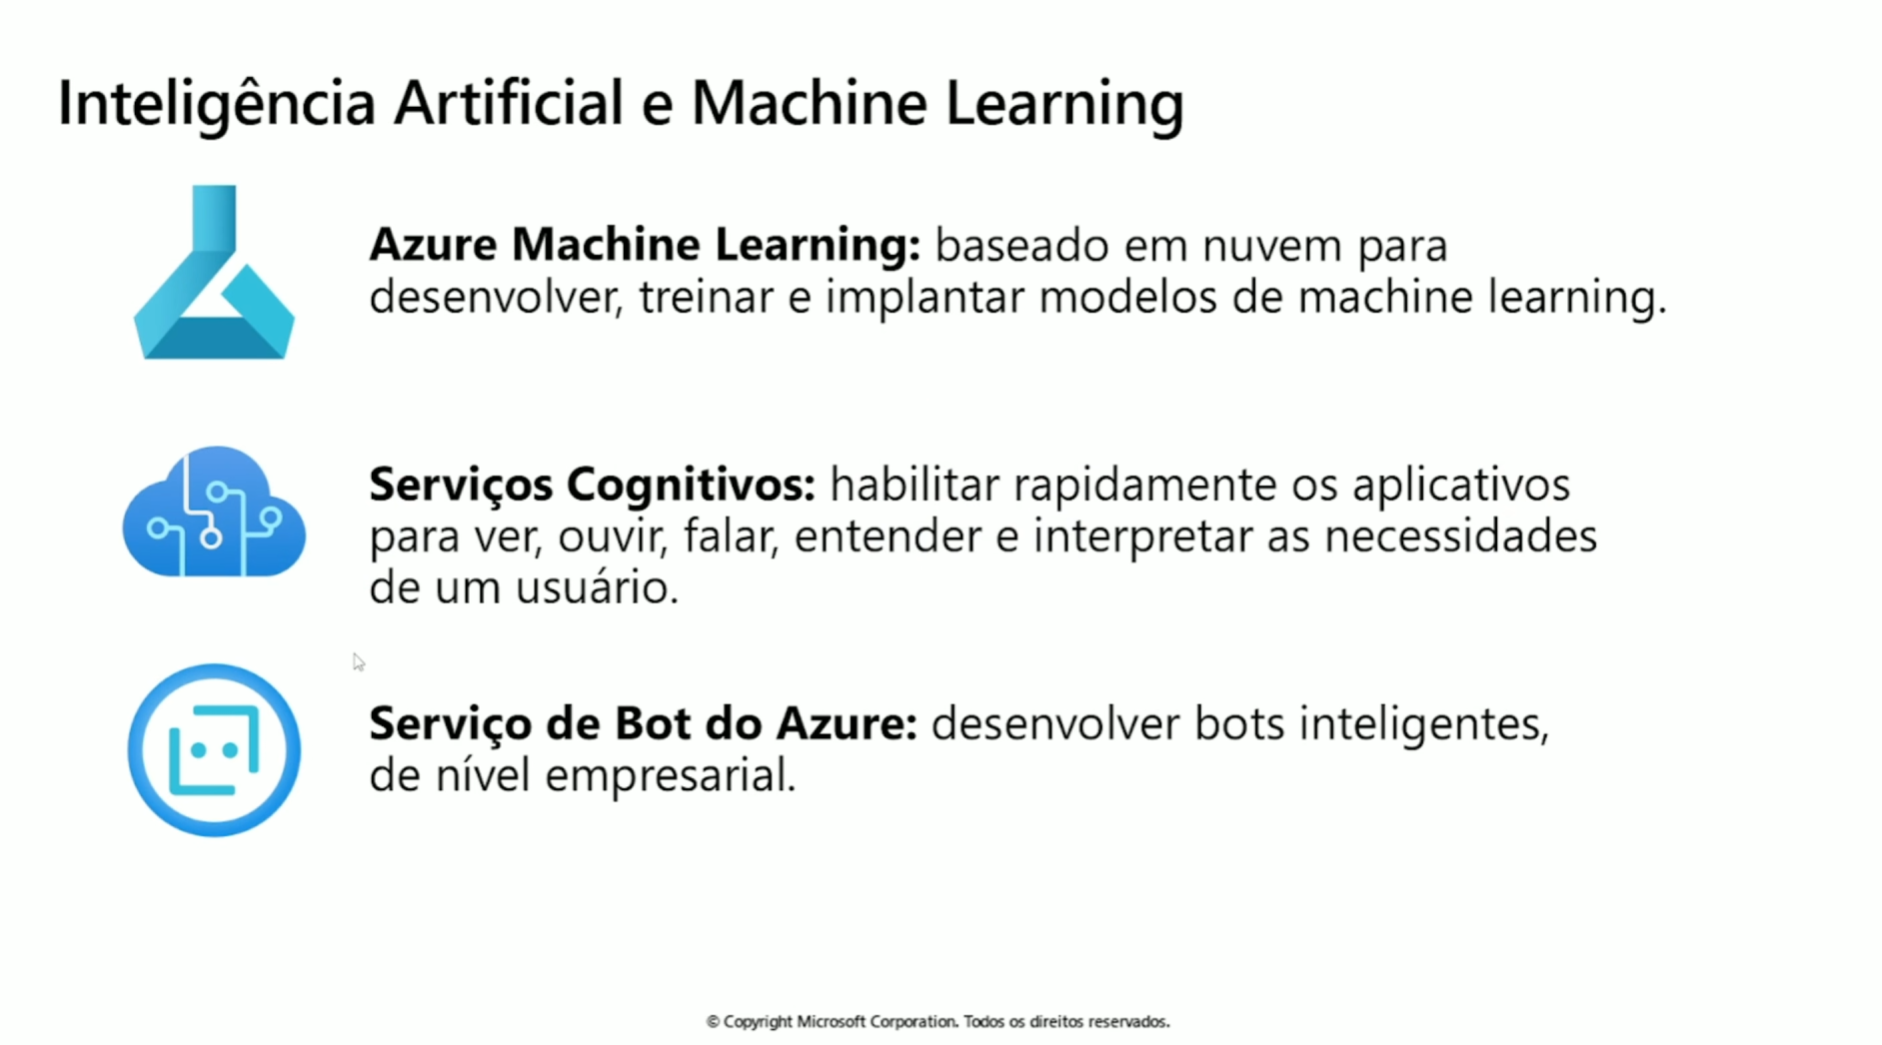 Inteligência Artificial e Machine Learning
Azure Machine Learning: baseado em nuvem para
desenvolver, treinar e implantar modelos de machine learning.
Serviços Cognitivos: habilitar rapidamente os aplicativos
para ver, ouvir, falar, entender e interpretar as necessidades
de um usuário.
Serviço de Bot do Azure: desenvolver bots inteligentes,
de nível empresarial.
© Copyright Microsoft Corporation. Todos os direitos reservados.